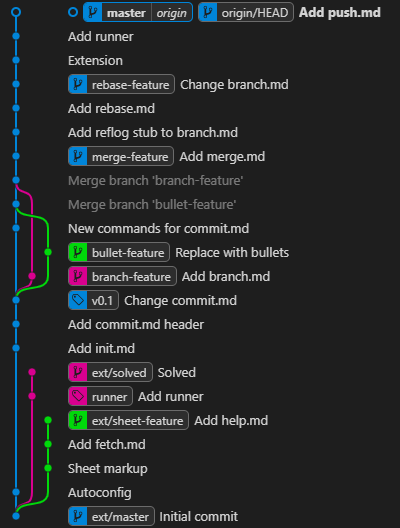 master origin origin/HEAD Add push.md
Add runner
Extension
rebase-feature Change branch.md
Add rebase.md
Add reflog stub to branch.md
merge-feature Add merge.md
Merge branch 'branch-feature'
Merge branch 'bullet-feature'
New commands for commit.md
bullet-feature Replace with bullets
branch-feature Add branch.md
v0.1 Change commit.md
Add commit.md header
Add init.md
ext/solved Solved
runner Add runner
ext/sheet-feature Add help.md
Add fetch.md
Sheet markup
Autoconfig
ext/master Initial commit